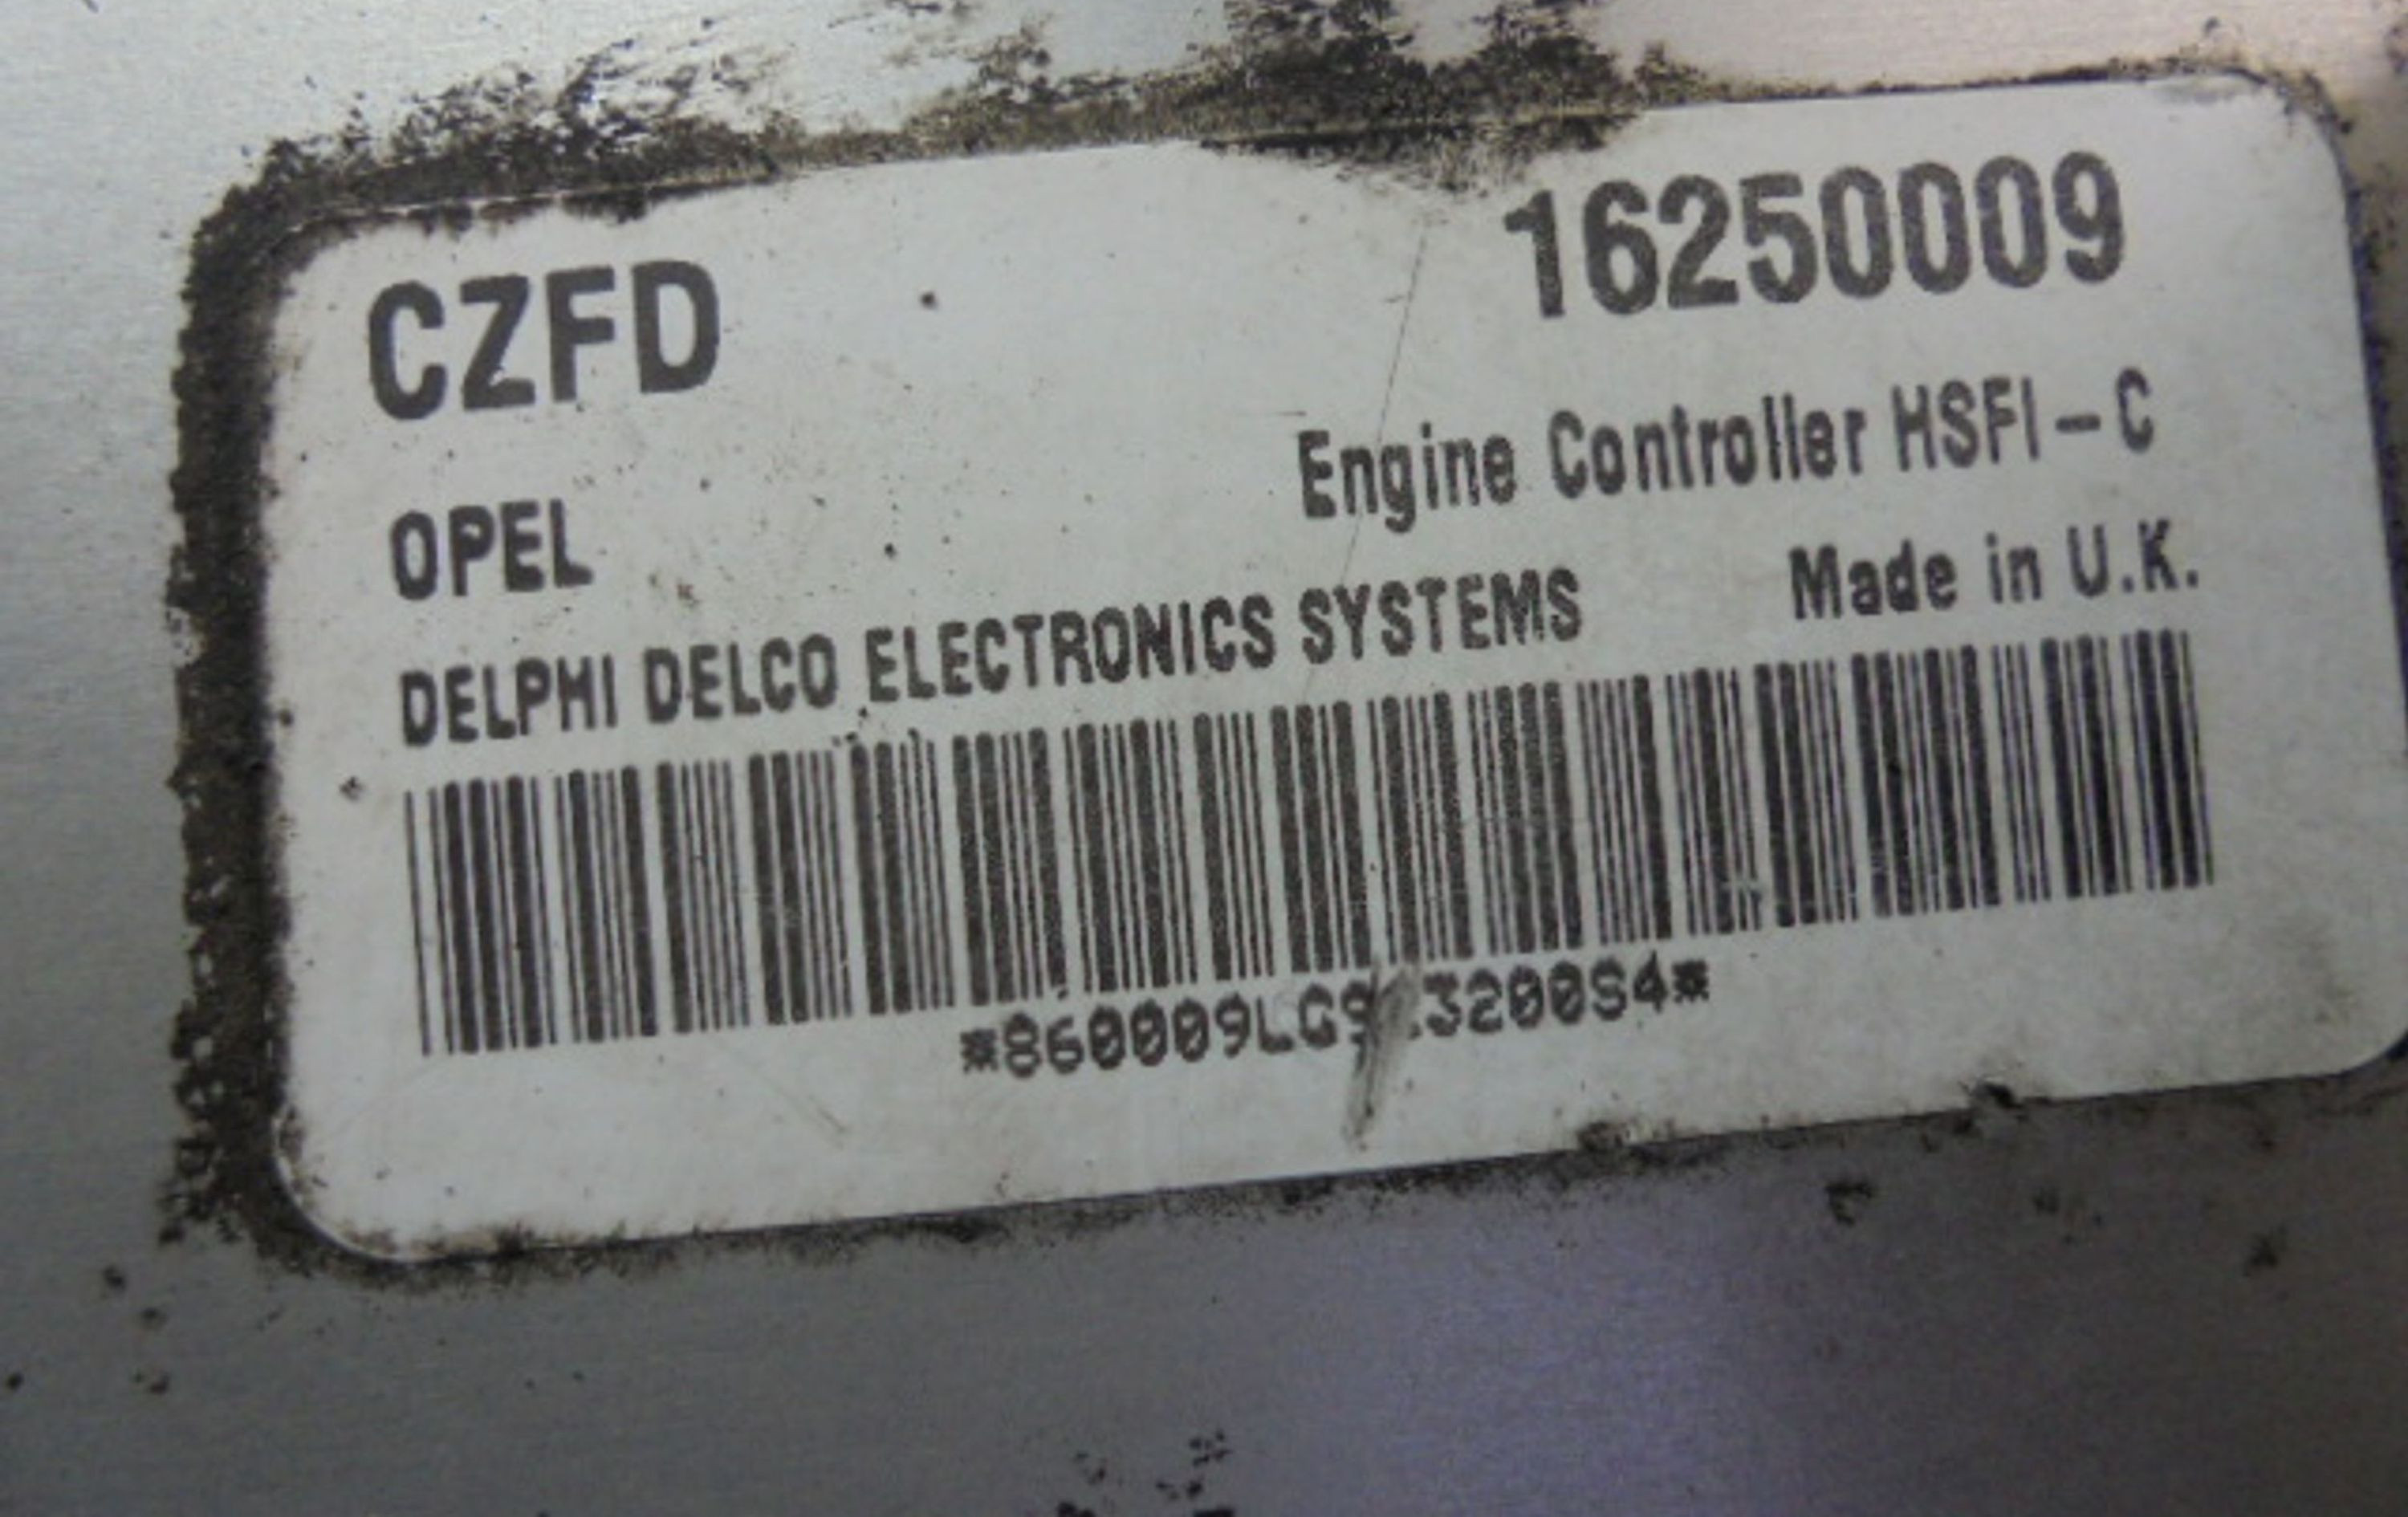 CZFD 16250009
OPEL Engine Controller HSFI-C
DELPHI DELCO ELECTRONICS SYSTEMS Made in U.K.